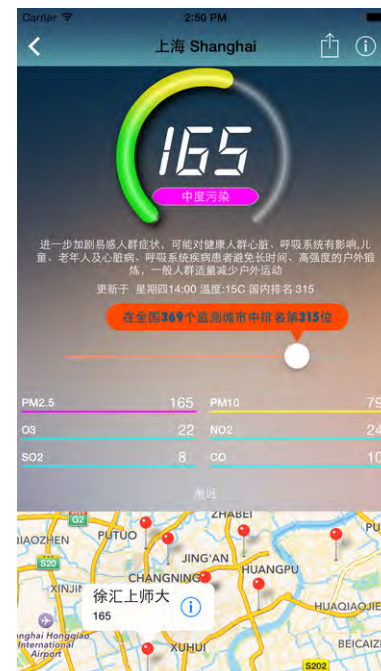 Carrier 2:50 PM
上海 Shanghai
165
中度污染
进一步加剧易感人群症状，可能对健康人群心脏、呼吸系统有影响,儿
童、老年人及心脏病、呼吸系统疾病患者避免长时间、高强度的户外锻
炼，一般人群适量减少户外运动
更新于 星期四14:00 温度:15C 国内排名 315
在全国369个监测城市中排名第315位
PM2.5 165 PM10 79
O3 22 NO2 24
SO2 8 CO 10
附近
ZHABEI
G2
PUTUO
PU
IAOZHEN
S20
JING'AN
CHANGNING
HUANGPU
XINJIN
徐汇上师大
165
HUAQIAOJIE
nghai Hongqiao
International
Airport
XUHUI
BEICAIZ
S202